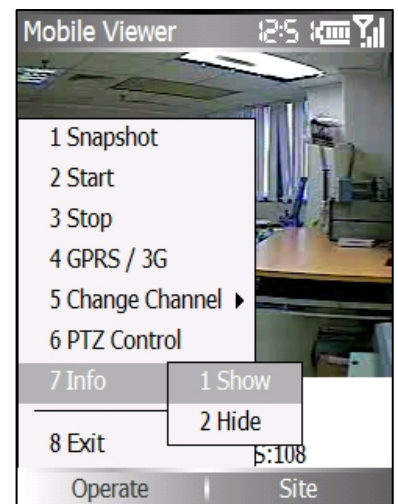 Mobile Viewer
1 Snapshot
2 Start
3 Stop
4 GPRS / 3G
5 Change Channel
6 PTZ Control
7 Info
1 Show
2 Hide
8 Exit
S:108
Operate
Site